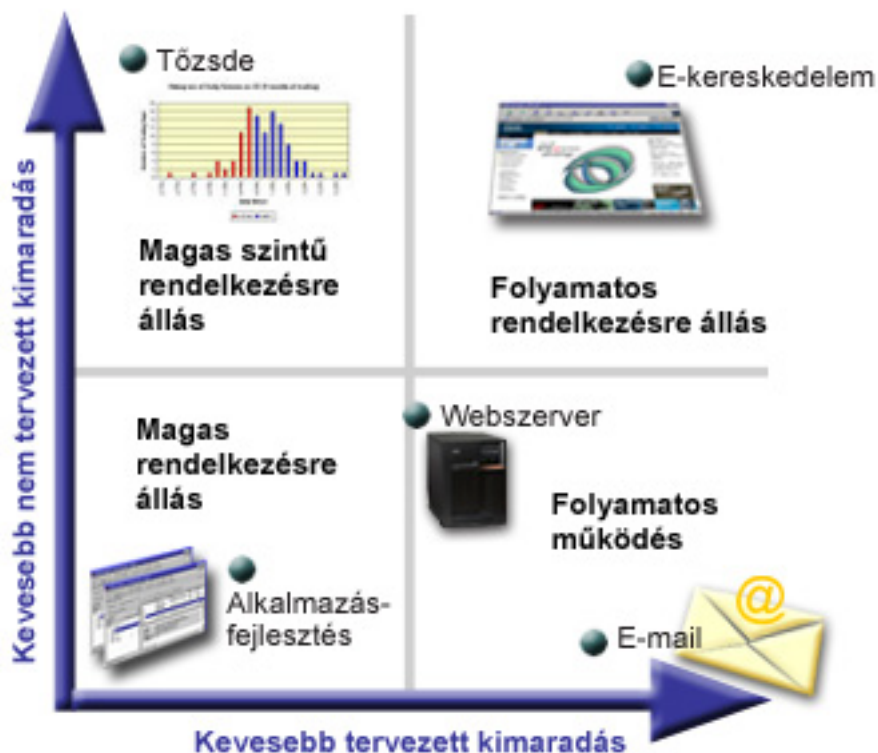 Tőzsde
E-kereskedelem
Magas szintű
rendelkezésre
állás
Folyamatos
rendelkezésre állás
Kevesebb nem tervezett kimaradás
Magas
rendelkezésre
állás
Webszerver
Folyamatos
működés
Alkalmazás-
fejlesztés
E-mail
@
Kevesebb tervezett kimaradás